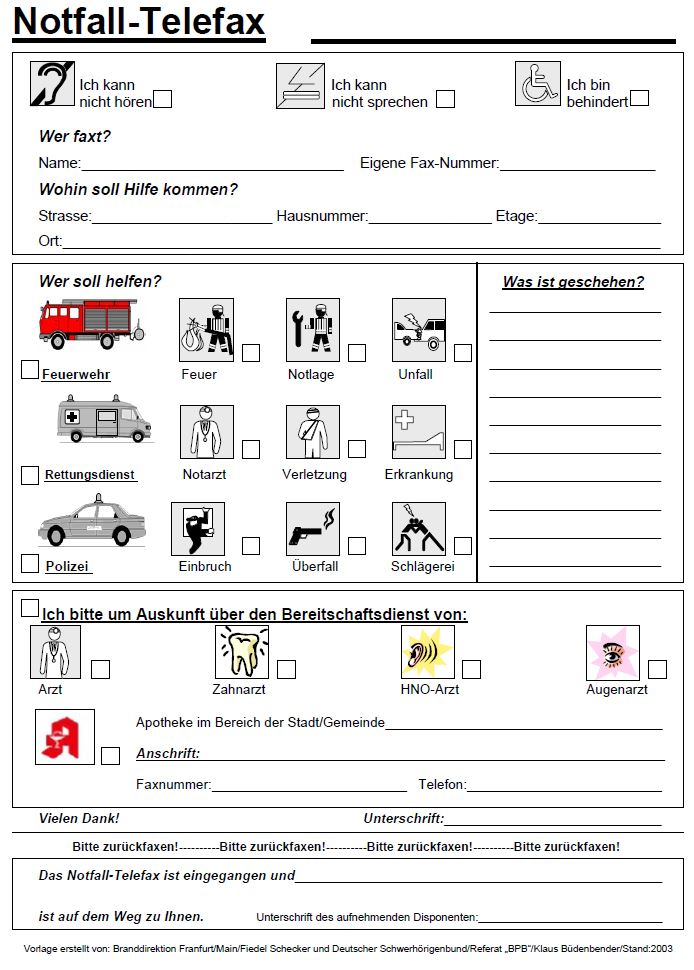 Notfall-Telefax
Ich kann Ich kann Ich bin
nicht hören nicht sprechen behindert
Wer faxt?
Name: Eigene Fax-Nummer:
Wohin soll Hilfe kommen?
Strasse: Hausnummer: Etage:
Ort:
Wer soll helfen? Was ist geschehen?
Feuerwehr Feuer Notlage Unfall
Rettungsdienst Notarzt Verletzung Erkrankung
Polizei Einbruch Überfall Schlägerei
Ich bitte um Auskunft über den Bereitschaftsdienst von:
Arzt Zahnarzt HNO-Arzt Augenarzt
Apotheke im Bereich der Stadt/Gemeinde
Anschrift:
Faxnummer: Telefon:
Vielen Dank! Unterschrift:
Bitte zurückfaxen!----------Bitte zurückfaxen!----------Bitte zurückfaxen!----------Bitte zurückfaxen!
Das Notfall-Telefax ist eingegangen und
ist auf dem Weg zu Ihnen. Unterschrift des aufnehmenden Disponenten:
Vorlage erstellt von: Branddirektion Franfurt/Main/Fiedel Schecker und Deutscher Schwerhörigenbund/Referat „BPB“/Klaus Büdenbender/Stand:2003